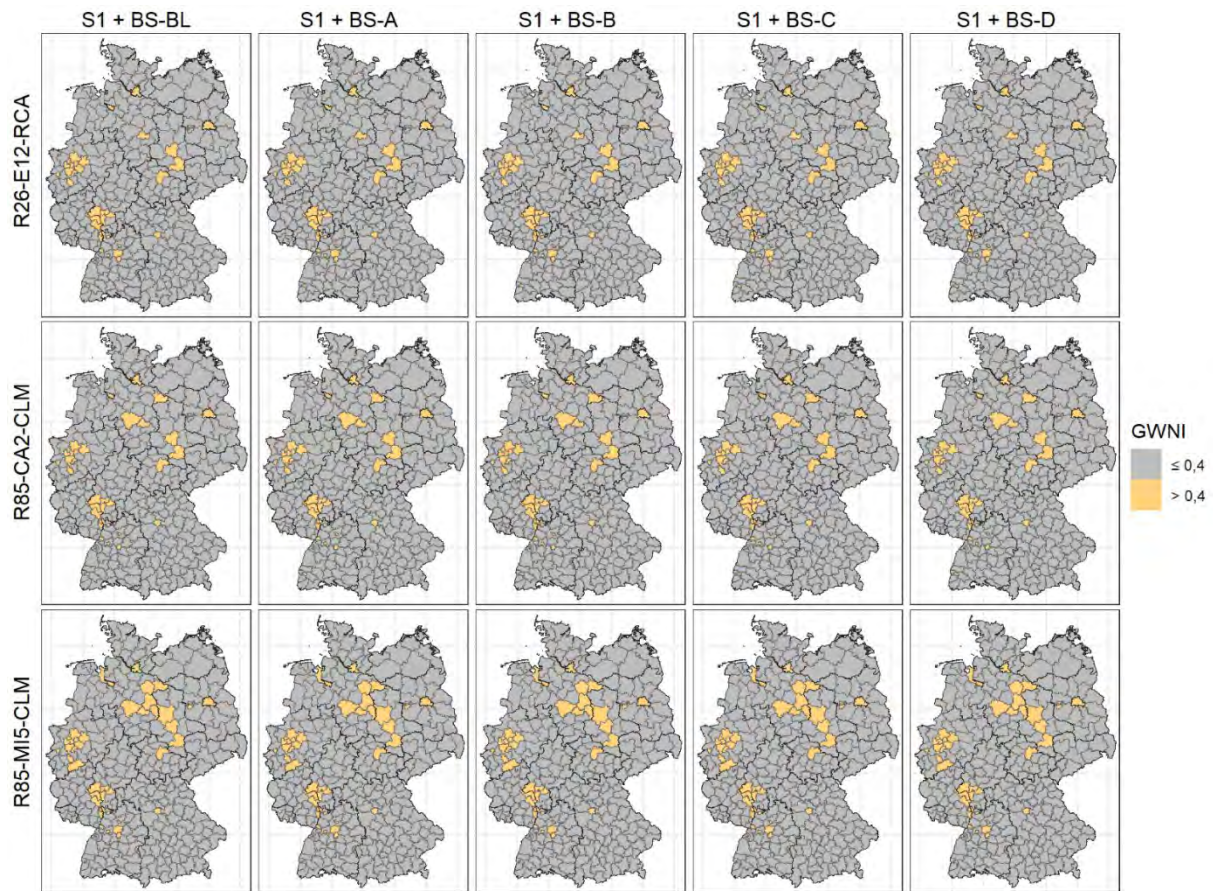 S1 + BS-BL S1 + BS-A S1 + BS-B S1 + BS-C S1 + BS-D
R26-E12-RCA
R85-CA2-CLM
R85-MI5-CLM
GWNI
≤ 0,4
> 0,4